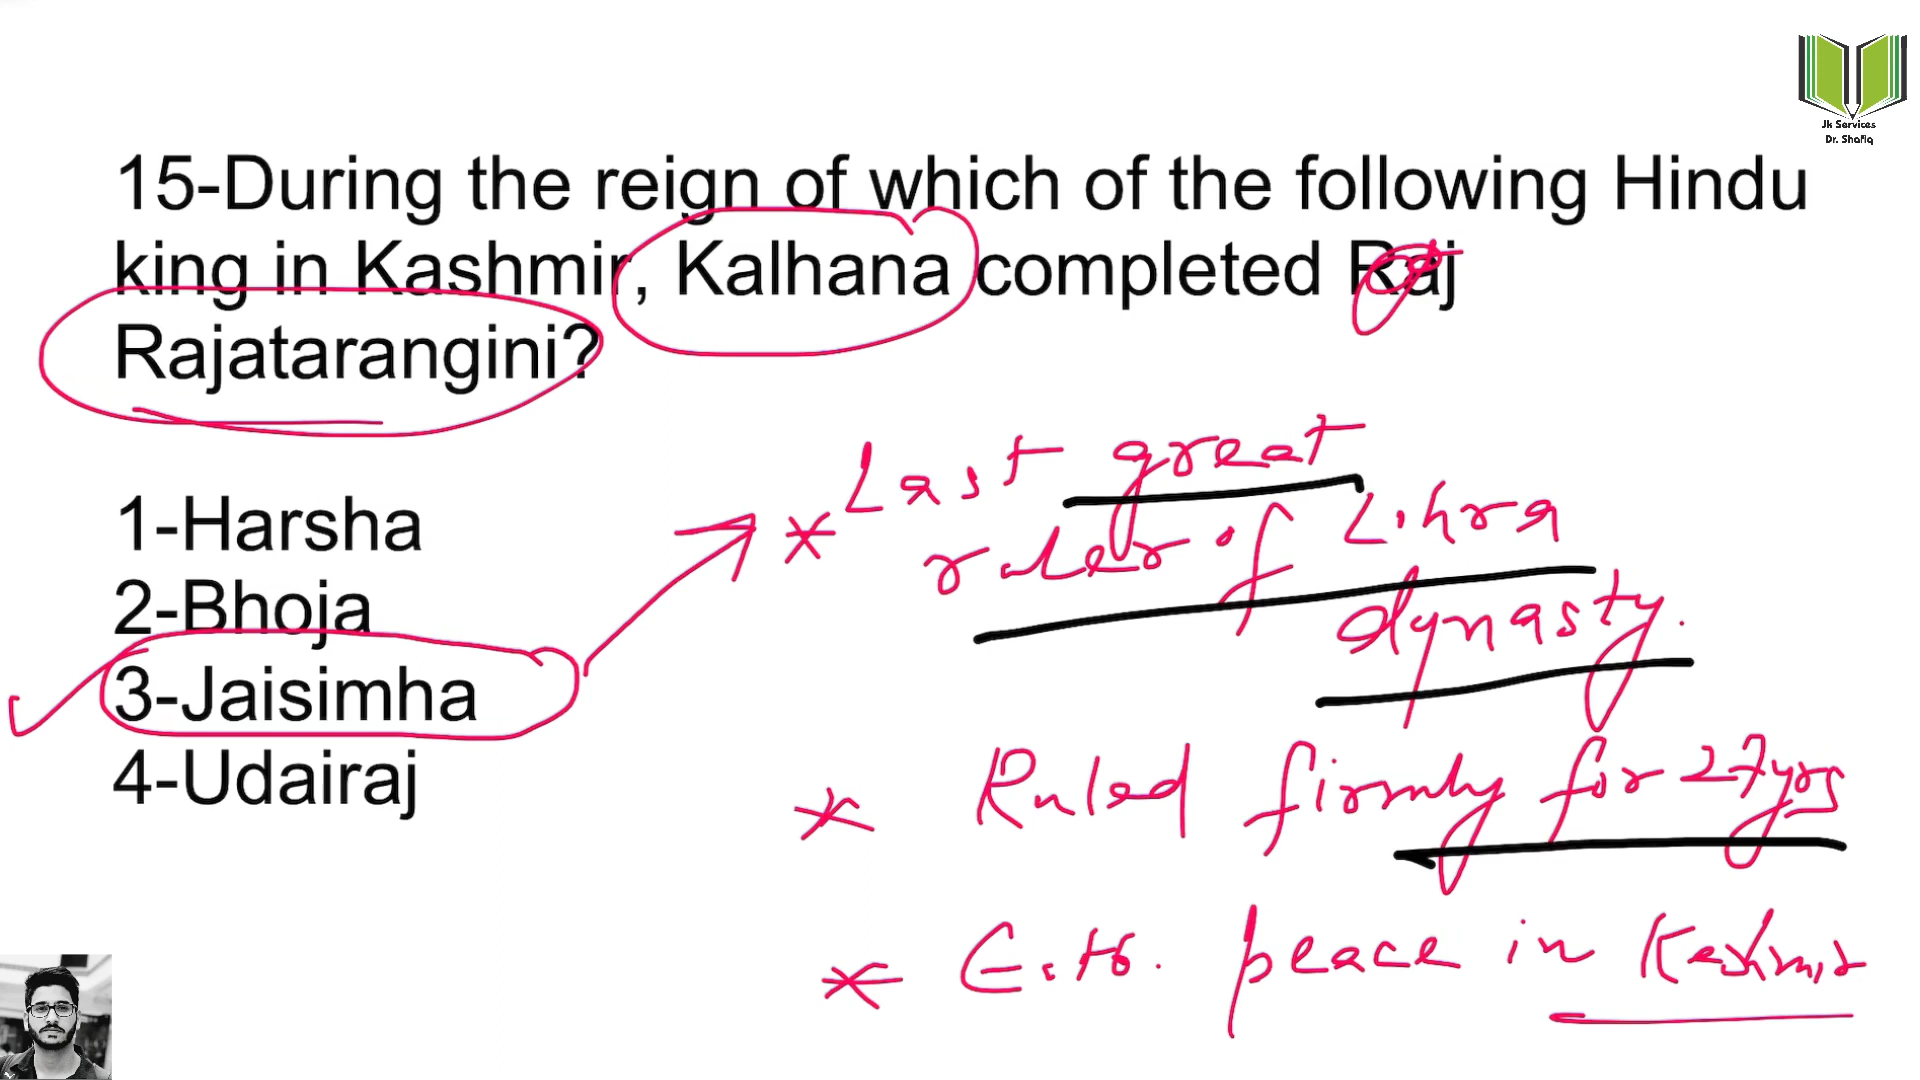 Jk Services
Dr. Shafiq
15-During the reign of which of the following Hindu
king in Kashmir, Kalhana completed Raj
Rajatarangini?
1-Harsha
2-Bhoja
3-Jaisimha
4-Udairaj
* Last great
ruler of Lohra
dynasty.
* Ruled firmly for 27yrs
* peace in Kashmir